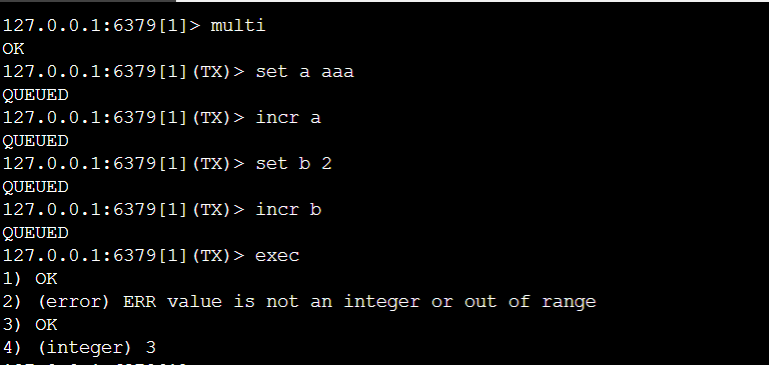 127.0.0.1:6379[1]> multi
OK
127.0.0.1:6379[1](TX)> set a aaa
QUEUED
127.0.0.1:6379[1](TX)> incr a
QUEUED
127.0.0.1:6379[1](TX)> set b 2
QUEUED
127.0.0.1:6379[1](TX)> incr b
QUEUED
127.0.0.1:6379[1](TX)> exec
1) OK
2) (error) ERR value is not an integer or out of range
3) OK
4) (integer) 3